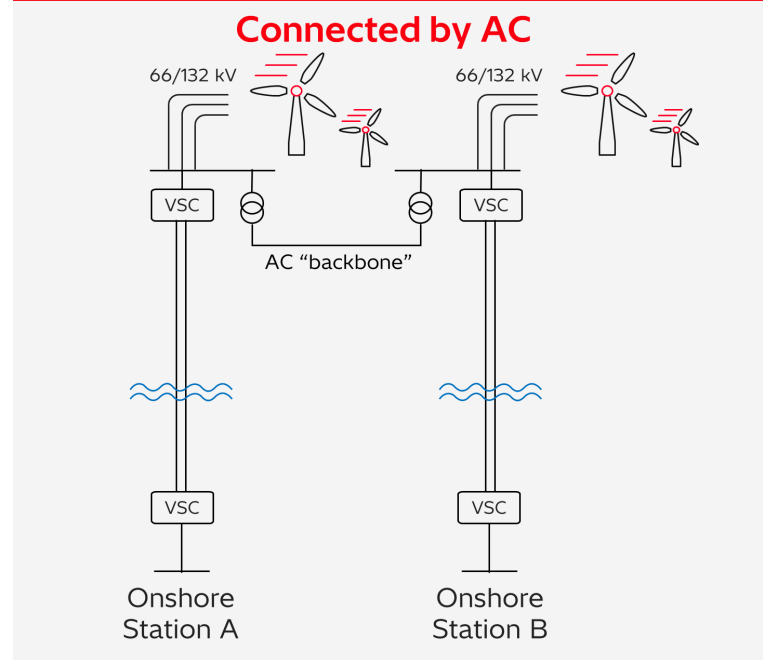 Connected by AC
66/132 kV
66/132 kV
VSC
VSC
AC “backbone”
VSC
VSC
Onshore
Station A
Onshore
Station B